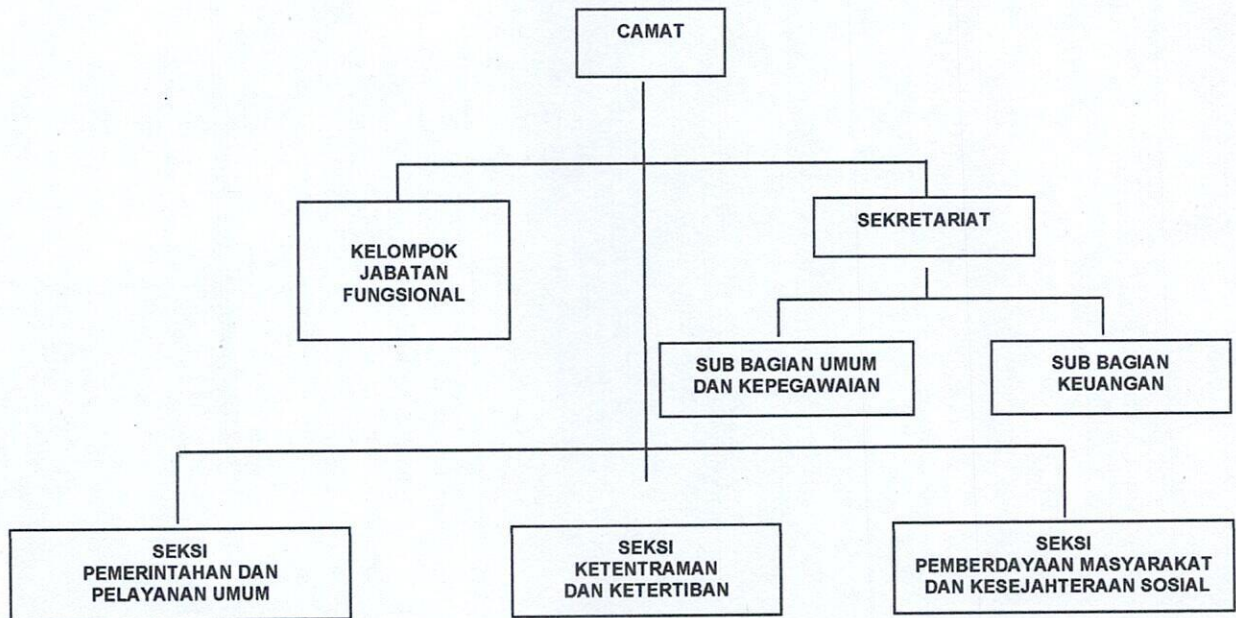 CAMAT
KELOMPOK
JABATAN
FUNGSIONAL
SEKRETARIAT
SUB BAGIAN UMUM
DAN KEPEGAWAIAN
SUB BAGIAN
KEUANGAN
SEKSI
PEMERINTAHAN DAN
PELAYANAN UMUM
SEKSI
KETENTRAMAN
DAN KETERTIBAN
SEKSI
PEMBERDAYAAN MASYARAKAT
DAN KESEJAHTERAAN SOSIAL